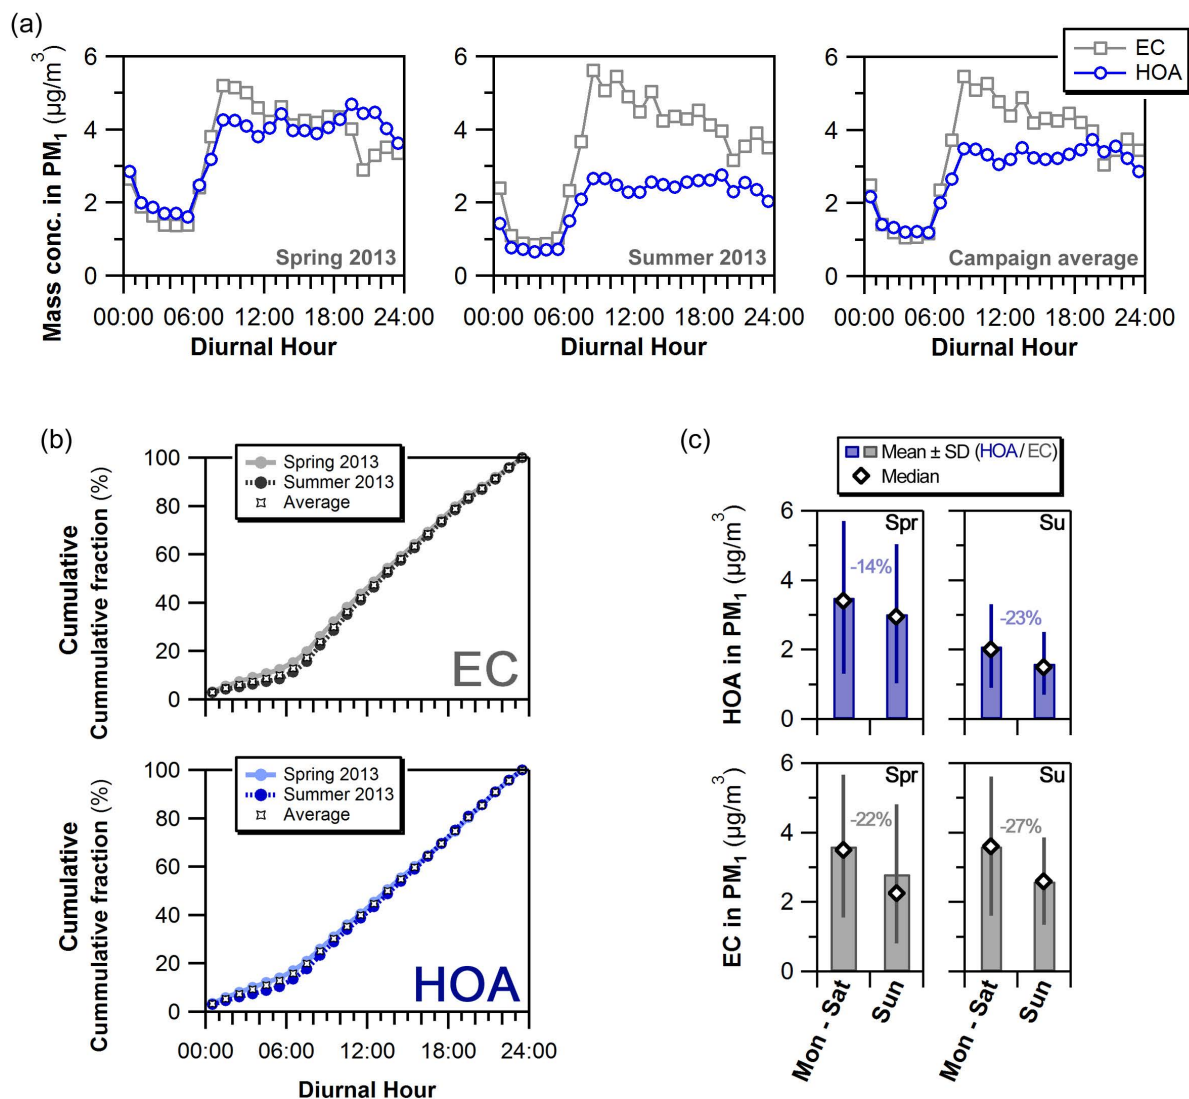 (a)
EC
HOA
Mass conc. in PM1 (µg/m3)
6
4
2
0
Spring 2013
00:00 06:00 12:00 18:00 24:00
Diurnal Hour
6
4
2
0
Summer 2013
00:00 06:00 12:00 18:00 24:00
Diurnal Hour
6
4
2
0
Campaign average
00:00 06:00 12:00 18:00 24:00
Diurnal Hour
(b)
Cumulative
Cummulative fraction (%)
100
80
60
40
20
0
Spring 2013
Summer 2013
Average
EC
Cumulative
Cummulative fraction (%)
100
80
60
40
20
0
Spring 2013
Summer 2013
Average
HOA
00:00 06:00 12:00 18:00 24:00
Diurnal Hour
(c)
Mean ± SD (HOA/EC)
Median
HOA in PM1 (µg/m3)
6
4
2
0
Spr
-14%
Su
-23%
EC in PM1 (µg/m3)
6
4
2
0
Spr
-22%
Su
-27%
Mon - Sat
Sun
Mon - Sat
Sun